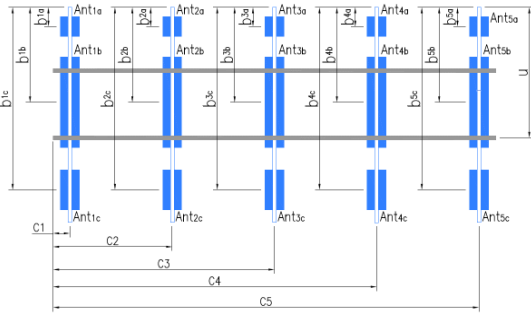 Ant1a Ant2a Ant3a Ant4a Ant5a
b1a b2a b3a b4a b5a
b1b b2b b3b b4b b5b
Ant1b Ant2b Ant3b Ant4b Ant5b
u
b1c b2c b3c b4c b5c
Ant1c Ant2c Ant3c Ant4c Ant5c
C1
C2
C3
C4
C5